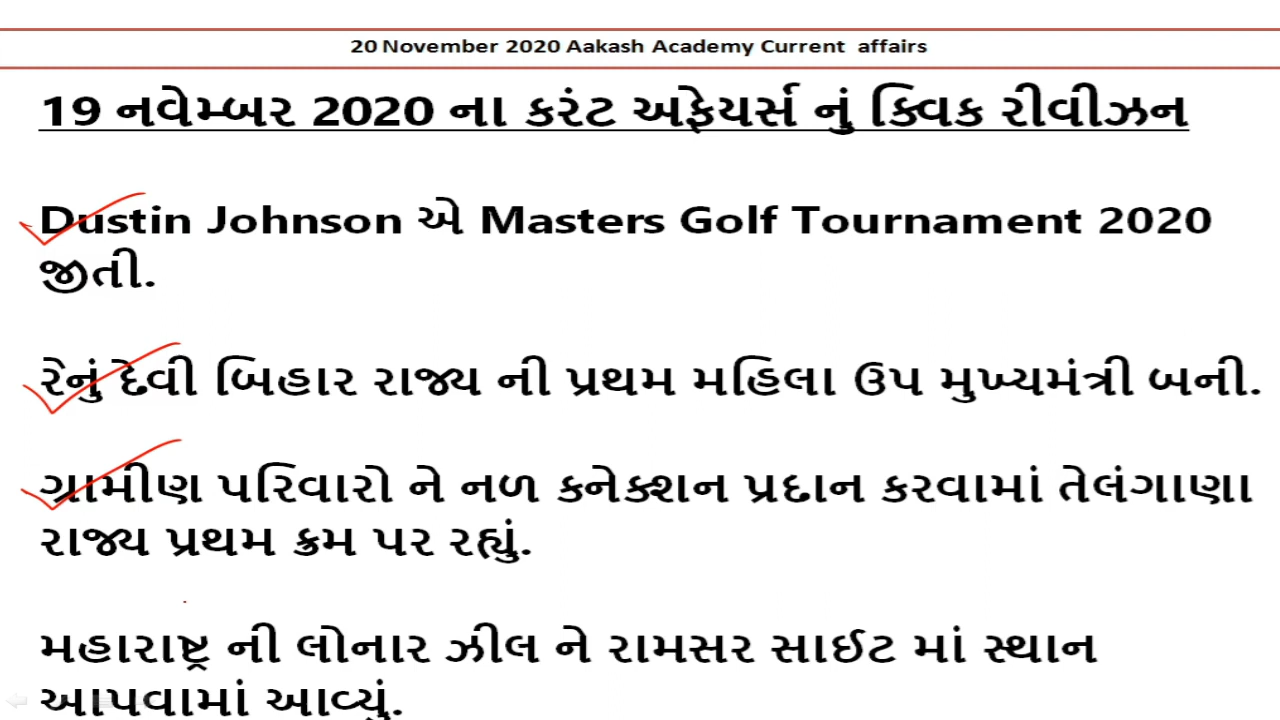 20 November 2020 Aakash Academy Current affairs
19 નવેમ્બર 2020 ના કરંટ અફેયર્સ નું ક્વિક રીવીઝન
Dustin Johnson એ Masters Golf Tournament 2020
જીતી.
રેનું દેવી બિહાર રાજ્ય ની પ્રથમ મહિલા ઉપ મુખ્યમંત્રી બની.
ગ્રામીણ પરિવારો ને નળ કનેક્શન પ્રદાન કરવામાં તેલંગાણા
રાજ્ય પ્રથમ ક્રમ પર રહ્યું.
મહારાષ્ટ્ર ની લોનાર ઝીલ ને રામસર સાઈટ માં સ્થાન
આપવામાં આવ્યું.